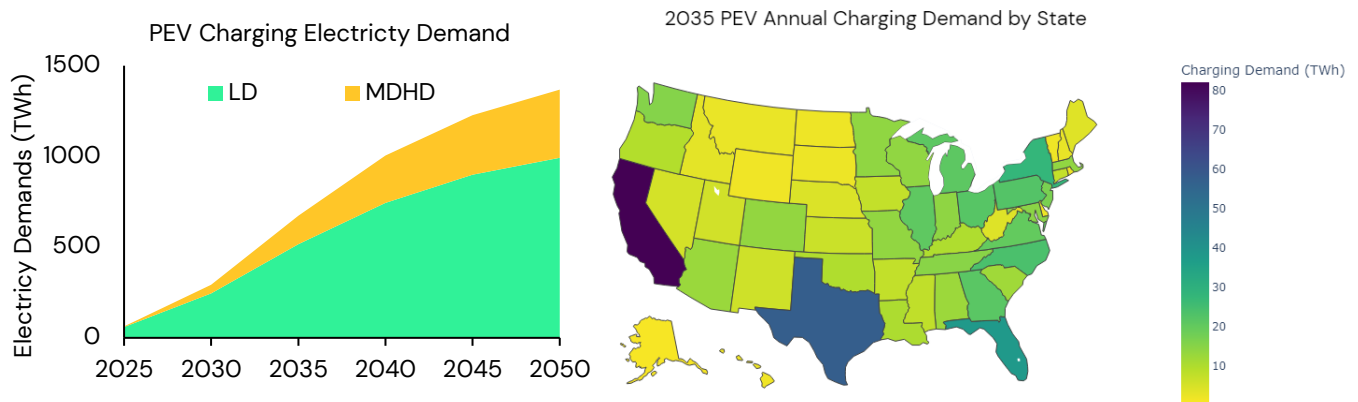 PEV Charging Electricty Demand
Electricity Demands (TWh)
1500
1000
500
0
LD
MDHD
2025 2030 2035 2040 2045 2050
2035 PEV Annual Charging Demand by State
Charging Demand (TWh)
80
70
60
50
40
30
20
10